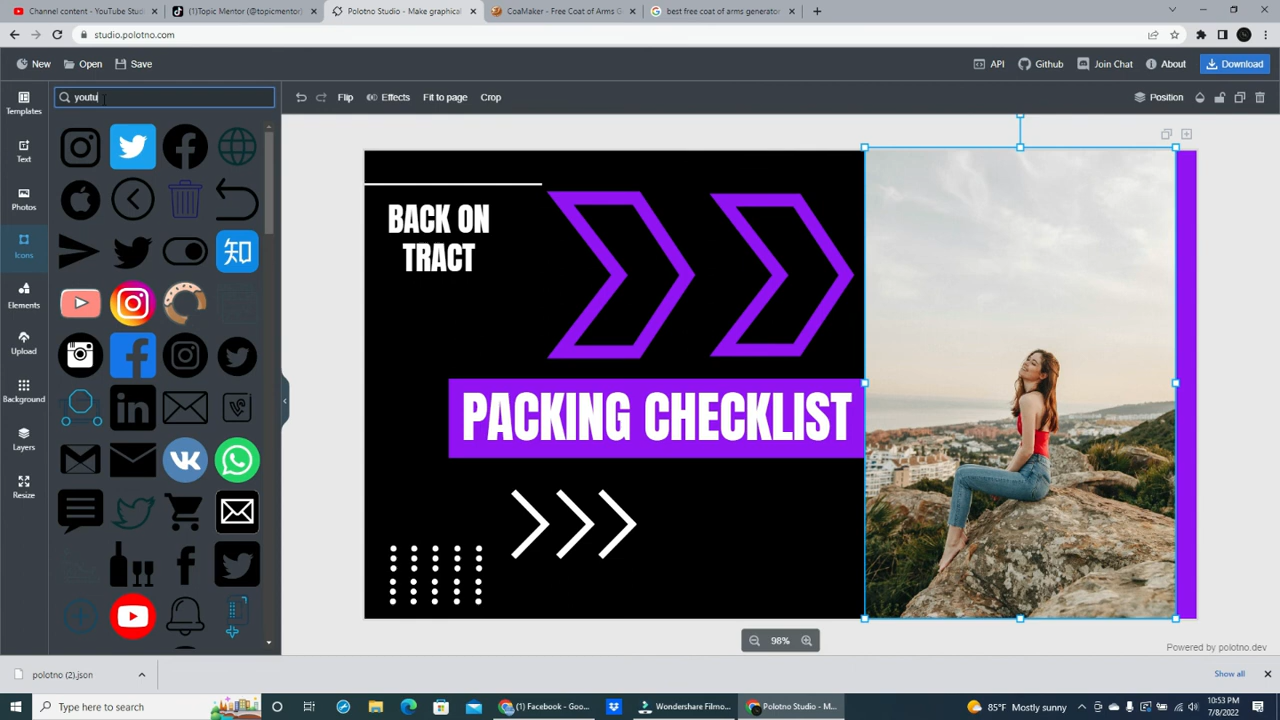 Channel content - YouTube Studi
(1)Topic Mentor (@topicmentor)
Polotno Studio - Make graphical
CoaMaker - Free Coat of Arms G
best free coat of arms generator
studio.polotno.com
New
Open
Save
API
Github
Join Chat
About
Download
youtu
Flip
Effects
Fit to page
Crop
Position
Templates
Text
Photos
Icons
Elements
Upload
Background
Layers
Resize
知
BACK ON
TRACT
PACKING CHECKLIST
98%
Powered by polotno.dev
polotno (2).json
Show all
Type here to search
(1) Facebook - Goo...
Wondershare Filmo...
Polotno Studio - M...
85°F Mostly sunny
10:53 PM
7/8/2022